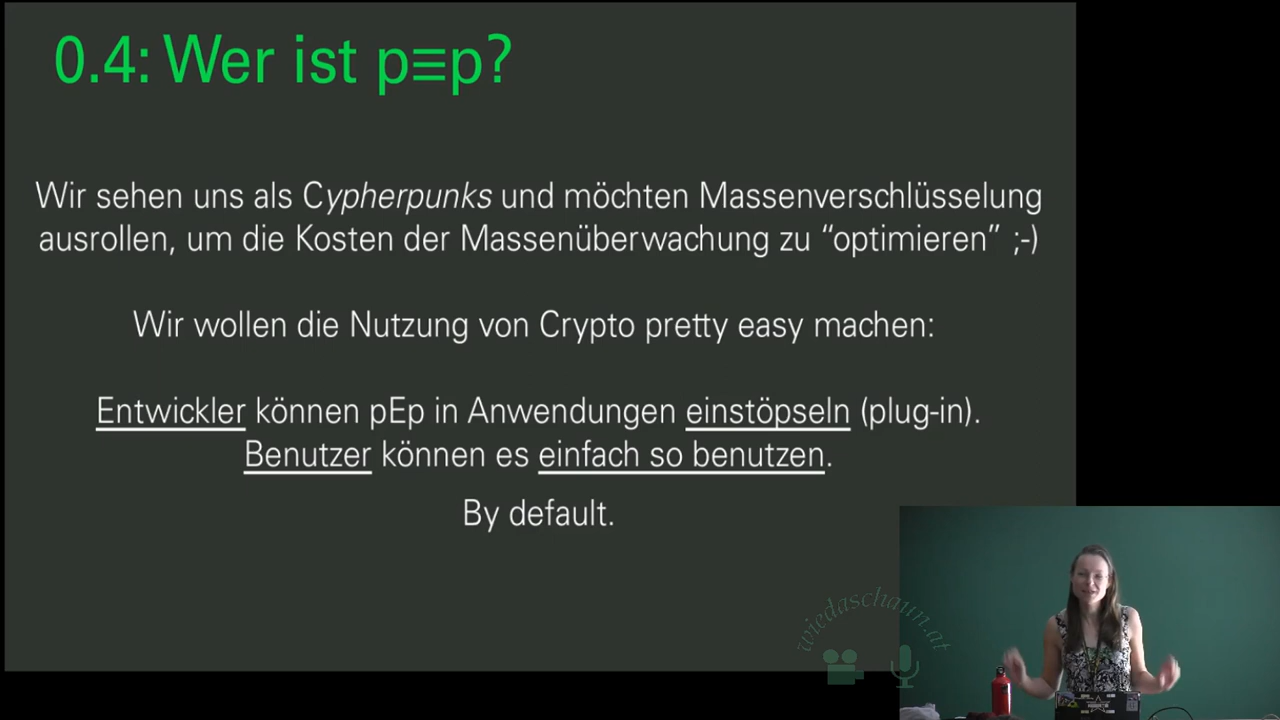 0.4: Wer ist p≡p?
Wir sehen uns als Cypherpunks und möchten Massenverschlüsselung
ausrollen, um die Kosten der Massenüberwachung zu “optimieren” ;-)
Wir wollen die Nutzung von Crypto pretty easy machen:
Entwickler können pEp in Anwendungen einstöpseln (plug-in).
Benutzer können es einfach so benutzen.
By default.
wiedaschaun.at